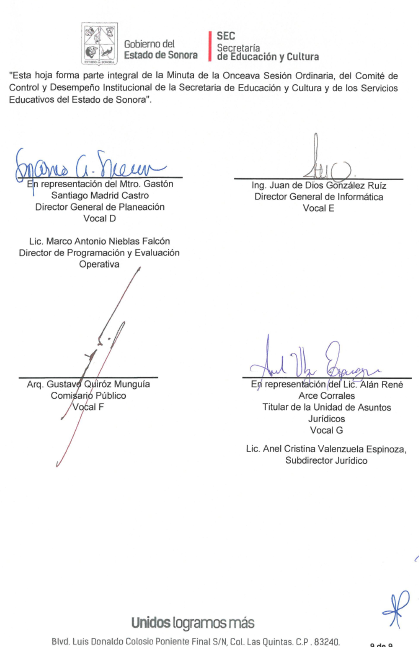 Gobierno del
Estado de Sonora
SEC
Secretaría
de Educación y Cultura
"Esta hoja forma parte integral de la Minuta de la Onceava Sesión Ordinaria, del Comité de
Control y Desempeño Institucional de la Secretaria de Educación y Cultura y de los Servicios
Educativos del Estado de Sonora".
En representación del Mtro. Gastón
Santiago Madrid Castro
Director General de Planeación
Vocal D
Lic. Marco Antonio Nieblas Falcón
Director de Programación y Evaluación
Operativa
Ing. Juan de Dios González Ruíz
Director General de Informática
Vocal E
Arq. Gustavo Quiróz Munguía
Comisario Público
Vocal F
En representación del Lic. Alán René
Arce Corrales
Titular de la Unidad de Asuntos
Jurídicos
Vocal G
Lic. Anel Cristina Valenzuela Espinoza,
Subdirector Jurídico
Unidos logramos más
Blvd. Luis Donaldo Colosio Poniente Final S/N, Col. Las Quintas. C.P. 83240.
9 de 9